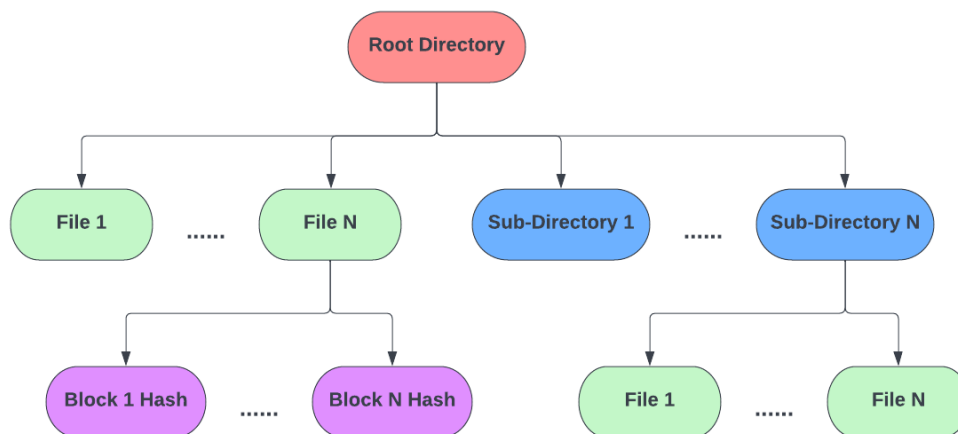 Root Directory
File 1
......
File N
Sub-Directory 1
......
Sub-Directory N
Block 1 Hash
......
Block N Hash
File 1
......
File N